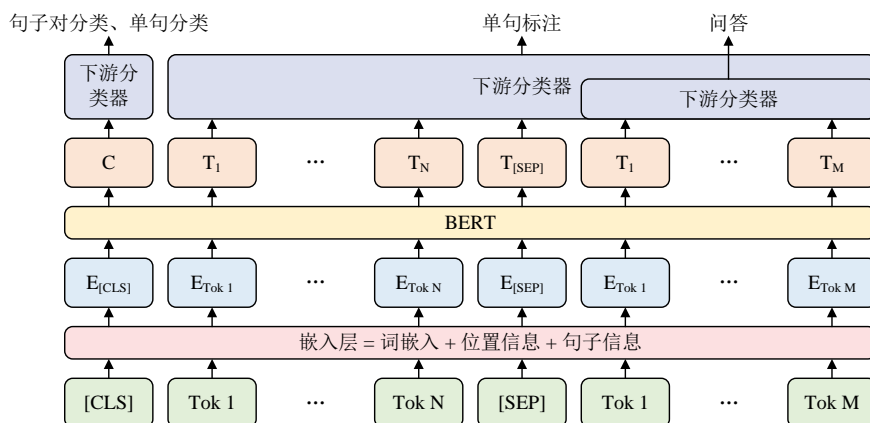 句子对分类、单句分类 单句标注 问答
下游分类器 下游分类器 下游分类器
C T1 ... TN T[SEP] T1 ... TM
BERT
E[CLS] ETok 1 ... ETok N E[SEP] ETok 1 ... ETok M
嵌入层 = 词嵌入 + 位置信息 + 句子信息
[CLS] Tok 1 ... Tok N [SEP] Tok 1 ... Tok M